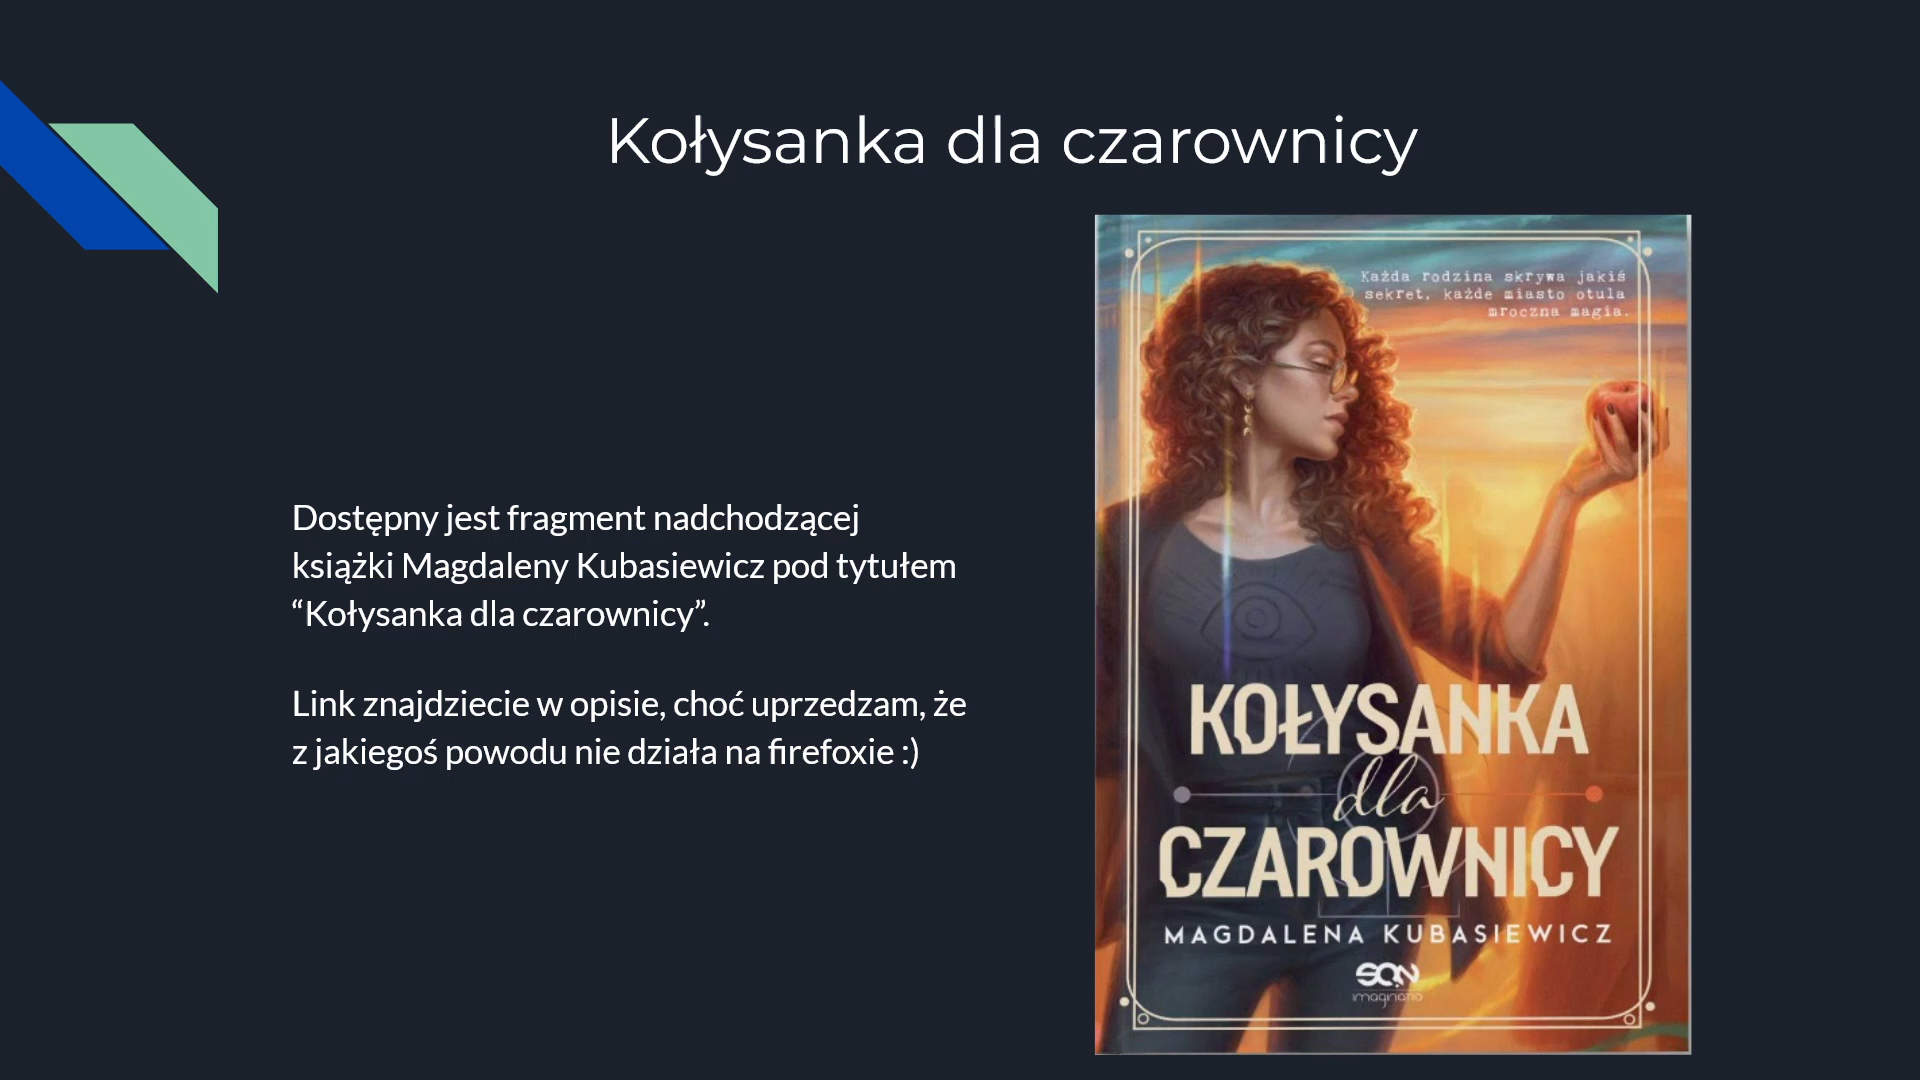 Kołysanka dla czarownicy
Dostępny jest fragment nadchodzącej
książki Magdaleny Kubasiewicz pod tytułem
“Kołysanka dla czarownicy”.
Link znajdziecie w opisie, choć uprzedzam, że
z jakiegoś powodu nie działa na firefoxie :)
Każda rodzina skrywa jakiś
sekret, każde miasto otula
mroczna magia.
KOŁYSANKA
dla
CZAROWNICY
MAGDALENA KUBASIEWICZ
SQN
imaginatio